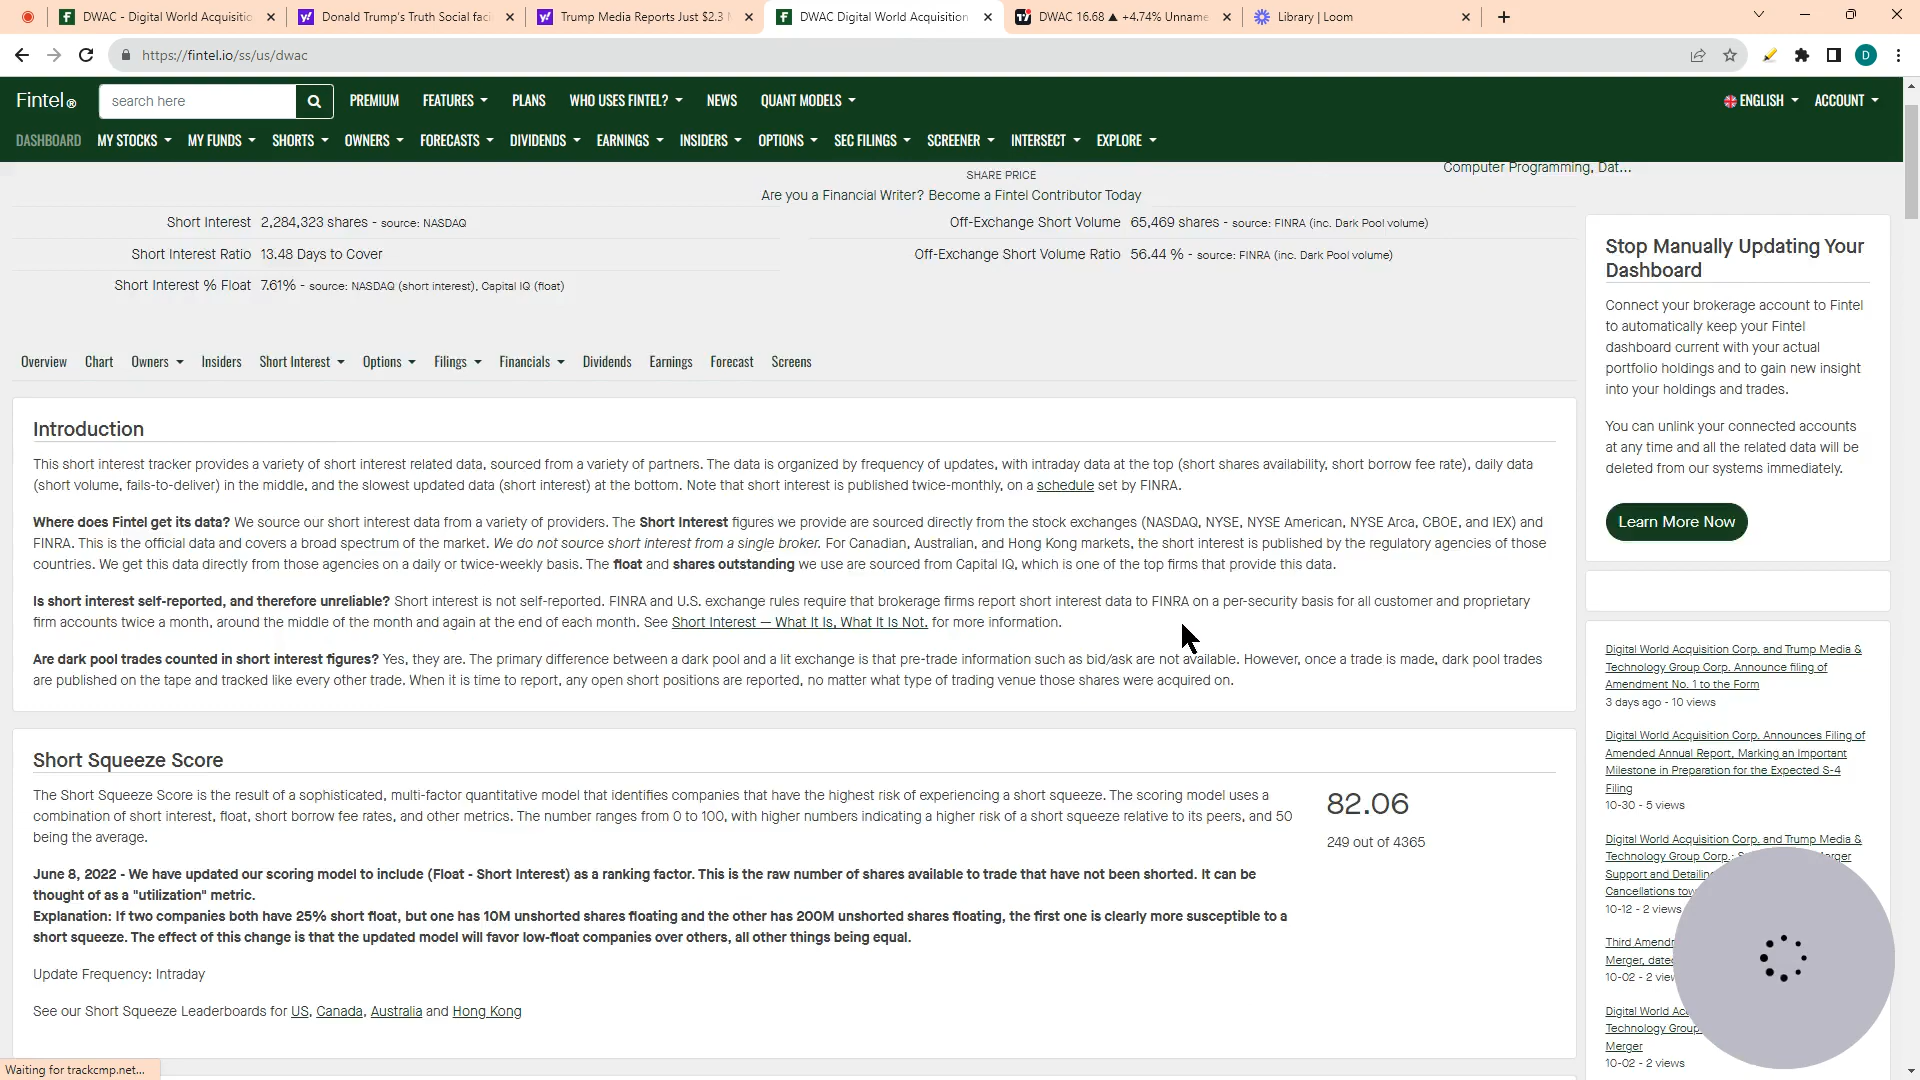 DWAC - Digital World Acquisitio
Donald Trump's Truth Social faci
Trump Media Reports Just $2.3 M
DWAC Digital World Acquisition
DWAC 16.68 ▲ +4.74% Unname
Library | Loom
https://fintel.io/ss/us/dwac
D
Fintel®
search here
PREMIUM
FEATURES
PLANS
WHO USES FINTEL?
NEWS
QUANT MODELS
ENGLISH
ACCOUNT
DASHBOARD
MY STOCKS
MY FUNDS
SHORTS
OWNERS
FORECASTS
DIVIDENDS
EARNINGS
INSIDERS
OPTIONS
SEC FILINGS
SCREENER
INTERSECT
EXPLORE
Computer Programming, Dat...
SHARE PRICE
Are you a Financial Writer? Become a Fintel Contributor Today
Short Interest 2,284,323 shares - source: NASDAQ
Short Interest Ratio 13.48 Days to Cover
Short Interest % Float 7.61% - source: NASDAQ (short interest), Capital IQ (float)
Off-Exchange Short Volume 65,469 shares - source: FINRA (inc. Dark Pool volume)
Off-Exchange Short Volume Ratio 56.44 % - source: FINRA (inc. Dark Pool volume)
Overview
Chart
Owners
Insiders
Short Interest
Options
Filings
Financials
Dividends
Earnings
Forecast
Screens
Introduction
This short interest tracker provides a variety of short interest related data, sourced from a variety of partners. The data is organized by frequency of updates, with intraday data at the top (short shares availability, short borrow fee rate), daily data
(short volume, fails-to-deliver) in the middle, and the slowest updated data (short interest) at the bottom. Note that short interest is published twice-monthly, on a schedule set by FINRA.
Where does Fintel get its data? We source our short interest data from a variety of providers. The Short Interest figures we provide are sourced directly from the stock exchanges (NASDAQ, NYSE, NYSE American, NYSE Arca, CBOE, and IEX) and
FINRA. This is the official data and covers a broad spectrum of the market. We do not source short interest from a single broker. For Canadian, Australian, and Hong Kong markets, the short interest is published by the regulatory agencies of those
countries. We get this data directly from those agencies on a daily or twice-weekly basis. The float and shares outstanding we use are sourced from Capital IQ, which is one of the top firms that provide this data.
Is short interest self-reported, and therefore unreliable? Short interest is not self-reported. FINRA and U.S. exchange rules require that brokerage firms report short interest data to FINRA on a per-security basis for all customer and proprietary
firm accounts twice a month, around the middle of the month and again at the end of each month. See Short Interest — What It Is, What It Is Not. for more information.
Are dark pool trades counted in short interest figures? Yes, they are. The primary difference between a dark pool and a lit exchange is that pre-trade information such as bid/ask are not available. However, once a trade is made, dark pool trades
are published on the tape and tracked like every other trade. When it is time to report, any open short positions are reported, no matter what type of trading venue those shares were acquired on.
Short Squeeze Score
The Short Squeeze Score is the result of a sophisticated, multi-factor quantitative model that identifies companies that have the highest risk of experiencing a short squeeze. The scoring model uses a
combination of short interest, float, short borrow fee rates, and other metrics. The number ranges from 0 to 100, with higher numbers indicating a higher risk of a short squeeze relative to its peers, and 50
being the average.
82.06
249 out of 4365
June 8, 2022 - We have updated our scoring model to include (Float - Short Interest) as a ranking factor. This is the raw number of shares available to trade that have not been shorted. It can be
thought of as a "utilization" metric.
Explanation: If two companies both have 25% short float, but one has 10M unshorted shares floating and the other has 200M unshorted shares floating, the first one is clearly more susceptible to a
short squeeze. The effect of this change is that the updated model will favor low-float companies over others, all other things being equal.
Update Frequency: Intraday
See our Short Squeeze Leaderboards for US, Canada, Australia and Hong Kong
Stop Manually Updating Your
Dashboard
Connect your brokerage account to Fintel
to automatically keep your Fintel
dashboard current with your actual
portfolio holdings and to gain new insight
into your holdings and trades.
You can unlink your connected accounts
at any time and all the related data will be
deleted from our systems immediately.
Learn More Now
Digital World Acquisition Corp. and Trump Media &
Technology Group Corp. Announce filing of
Amendment No. 1 to the Form
3 days ago - 10 views
Digital World Acquisition Corp. Announces Filing of
Amended Annual Report, Marking an Important
Milestone in Preparation for the Expected S-4
Filing
10-30 - 5 views
Digital World Acquisition Corp. and Trump Media &
Technology Group Corp.: S
Support and Detailin
Cancellations tow
10-12 - 2 views
Third Amendm
Merger, dated
10-02 - 2 view
Digital World Ac
Technology Group
Merger
10-02 - 2 views
Waiting for trackcmp.net...